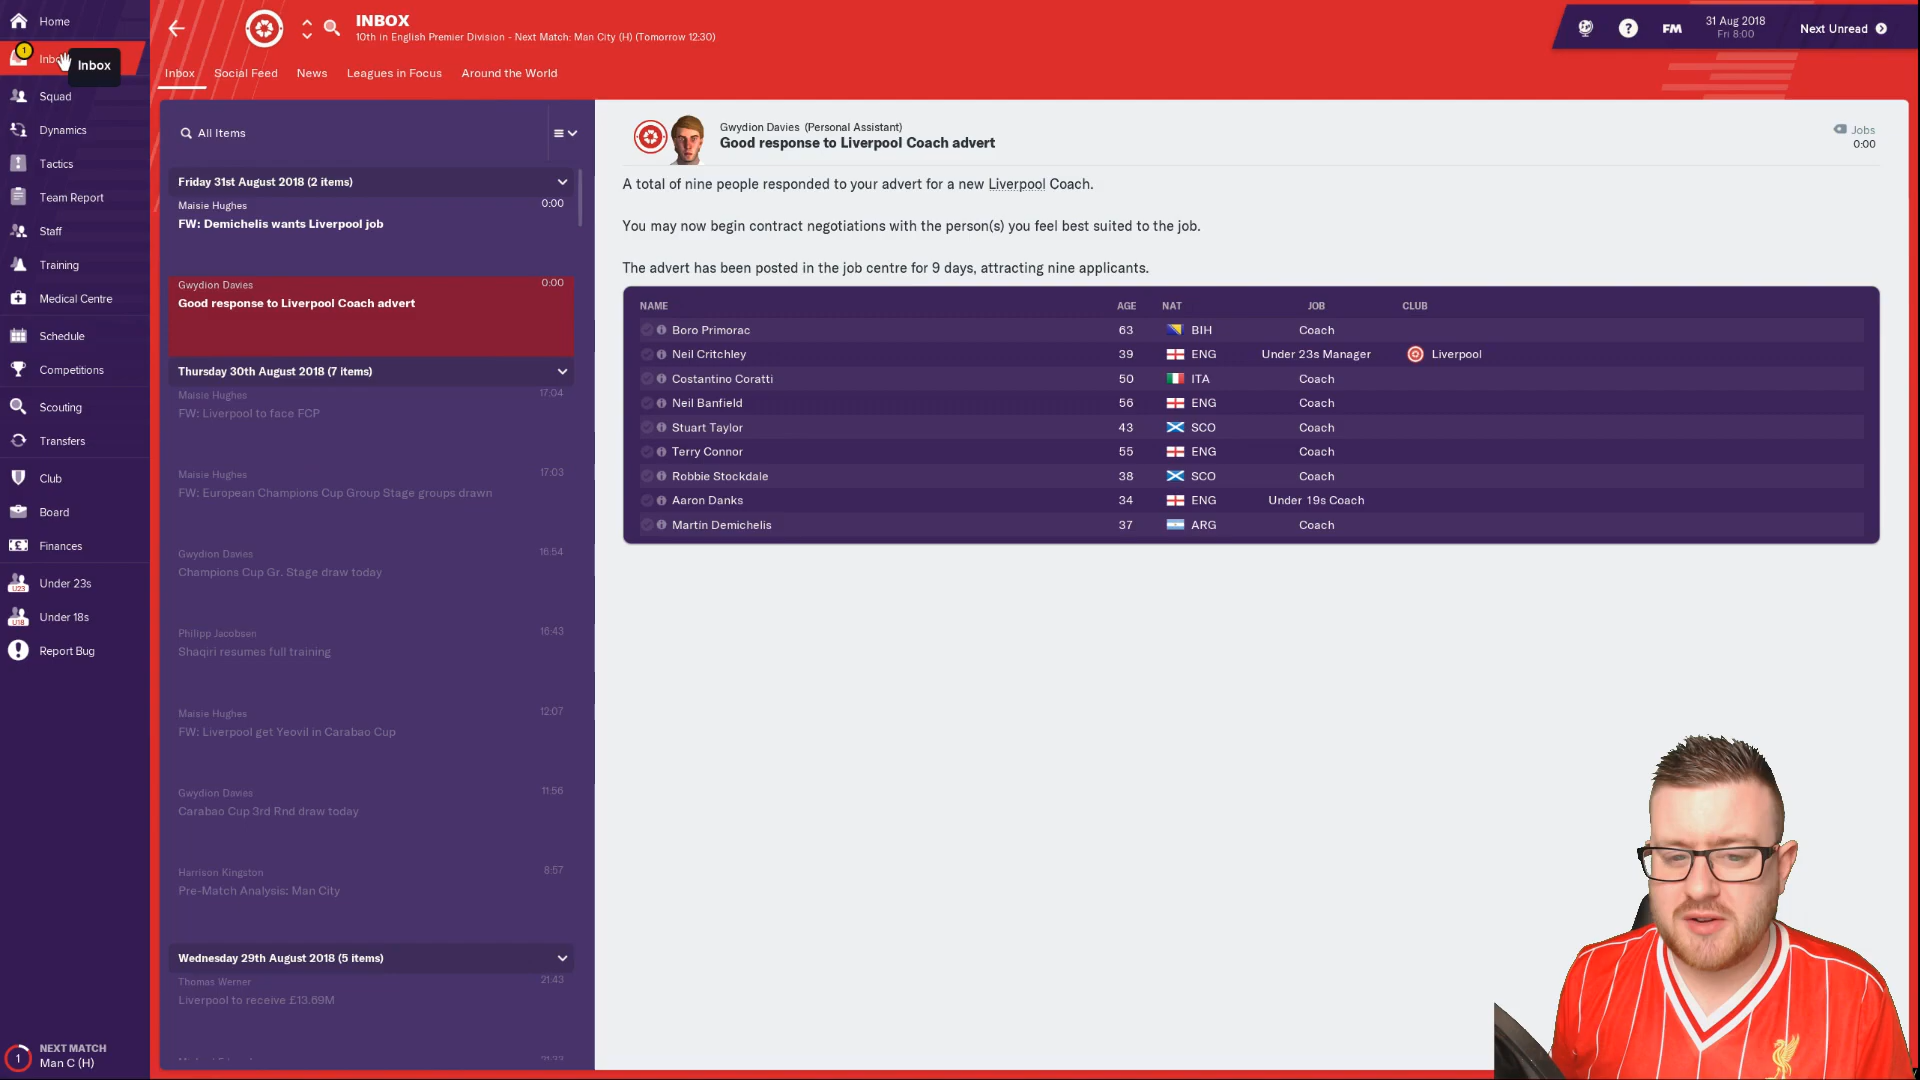 Home
1
Inbo
Inbox
Squad
Dynamics
Tactics
Team Report
Staff
Training
Medical Centre
Schedule
Competitions
Scouting
Transfers
Club
Board
Finances
U23
Under 23s
U18
Under 18s
Report Bug
1
NEXT MATCH
Man C (H)
INBOX
10th in English Premier Division - Next Match: Man City (H) (Tomorrow 12:30)
? FM
31 Aug 2018
Fri 8:00
Next Unread
Inbox Social Feed News Leagues in Focus Around the World
All Items
Friday 31st August 2018 (2 items)
Maisie Hughes 0:00
FW: Demichelis wants Liverpool job
Gwydion Davies 0:00
Good response to Liverpool Coach advert
Thursday 30th August 2018 (7 items)
Maisie Hughes 17:04
FW: Liverpool to face FCP
Maisie Hughes 17:03
FW: European Champions Cup Group Stage groups drawn
Gwydion Davies 16:54
Champions Cup Gr. Stage draw today
Philipp Jacobsen 16:43
Shaqiri resumes full training
Maisie Hughes 12:07
FW: Liverpool get Yeovil in Carabao Cup
Gwydion Davies 11:56
Carabao Cup 3rd Rnd draw today
Harrison Kingston 8:57
Pre-Match Analysis: Man City
Wednesday 29th August 2018 (5 items)
Thomas Werner 21:43
Liverpool to receive £13.69M
Gwydion Davies (Personal Assistant)
Good response to Liverpool Coach advert
Jobs
0:00
A total of nine people responded to your advert for a new Liverpool Coach.
You may now begin contract negotiations with the person(s) you feel best suited to the job.
The advert has been posted in the job centre for 9 days, attracting nine applicants.
NAME AGE NAT JOB CLUB
Boro Primorac 63 BIH Coach
Neil Critchley 39 ENG Under 23s Manager Liverpool
Costantino Coratti 50 ITA Coach
Neil Banfield 56 ENG Coach
Stuart Taylor 43 SCO Coach
Terry Connor 55 ENG Coach
Robbie Stockdale 38 SCO Coach
Aaron Danks 34 ENG Under 19s Coach
Martín Demichelis 37 ARG Coach